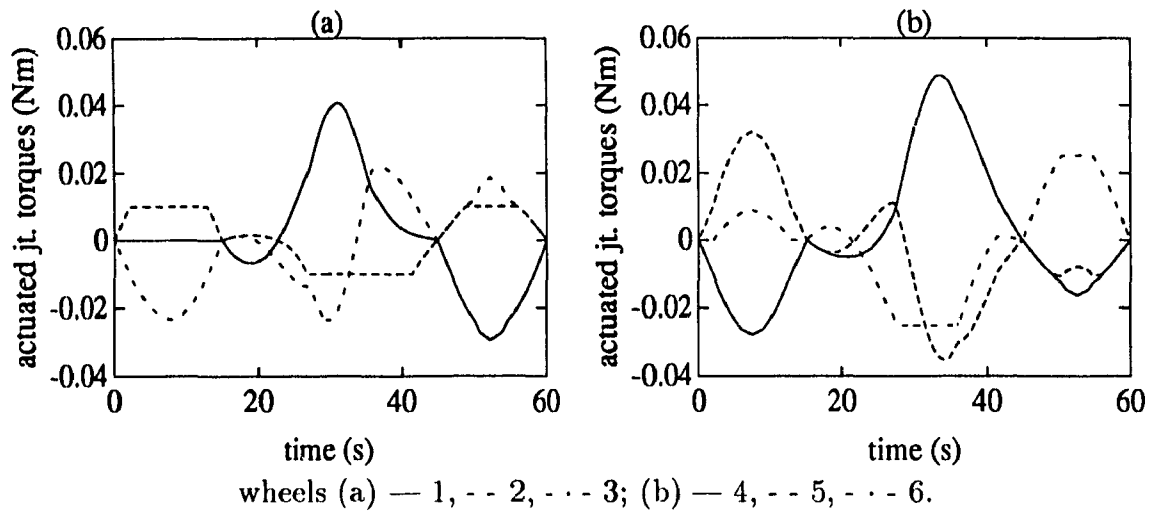 (a)
actuated jt. torques (Nm)
0.06
0.04
0.02
0
-0.02
-0.04
0
20
40
60
time (s)
(b)
actuated jt. torques (Nm)
0.06
0.04
0.02
0
-0.02
-0.04
0
20
40
60
time (s)
wheels (a) — 1, - - 2, - · - 3; (b) — 4, - - 5, - · - 6.